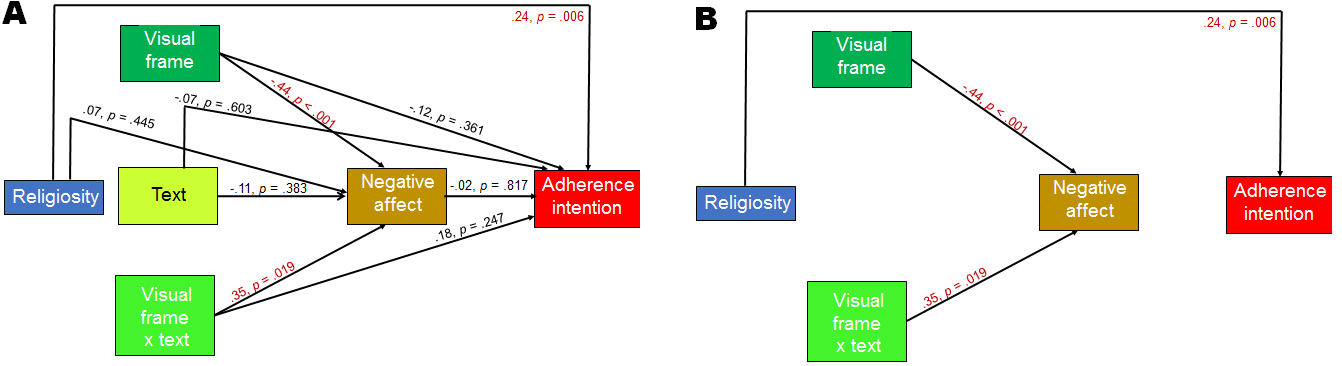 A
.24, p = .006
Visual
frame
-.44, p < .001
-.12, p = .361
-.07, p = .603
.07, p = .445
Religiosity
Text
-.11, p = .383
Negative
affect
-.02, p = .817
Adherence
intention
.35, p = .019
.18, p = .247
Visual
frame
x text
B
.24, p = .006
Visual
frame
-.44, p < .001
Religiosity
Negative
affect
Adherence
intention
.35, p = .019
Visual
frame
x text